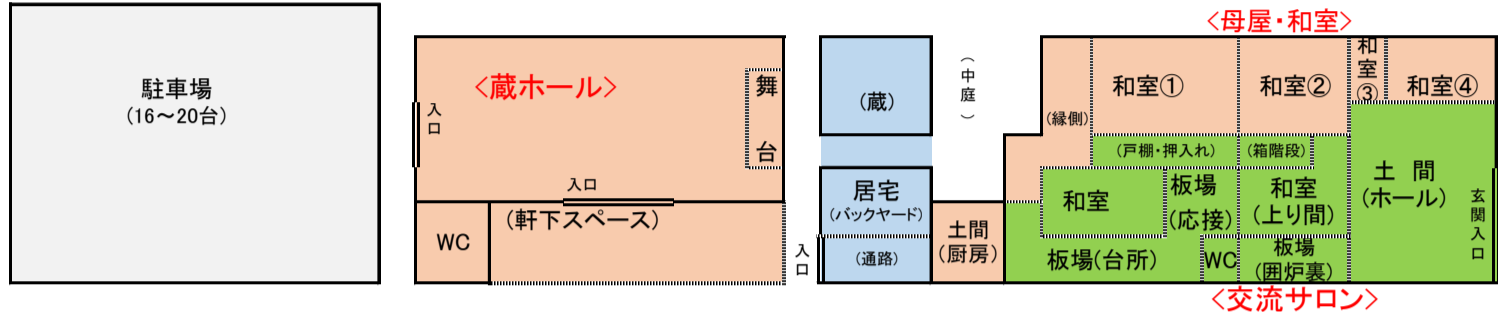 駐車場
(16~20台)
<蔵ホール>
入口
舞台
入口
(軒下スペース)
WC
入口
(蔵)
居宅
(バックヤード)
(通路)
(中庭)
土間
(厨房)
<母屋・和室>
和室①
和室②
和室③
和室④
(縁側)
(戸棚・押入れ)
(箱階段)
和室
板場
(応接)
和室
(上り間)
土間
(ホール)
玄関入口
板場(台所)
WC
板場
(囲炉裏)
<交流サロン>